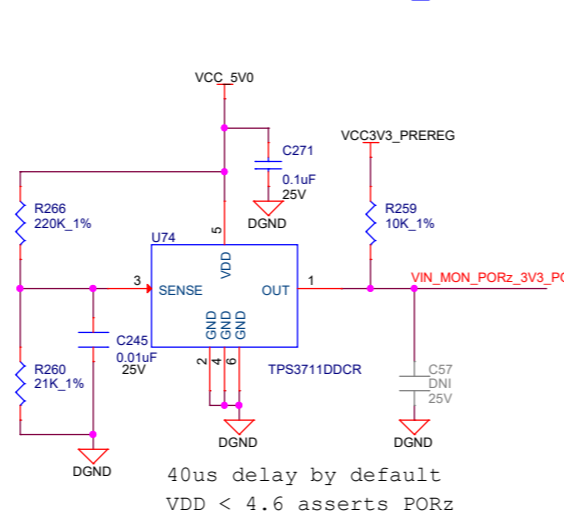 VCC_5V0
VCC3V3_PREREG
C271
0.1uF
25V
DGND
R266
220K_1%
R259
10K_1%
U74
5
VDD
3
SENSE
OUT
1
VIN_MON_PORz_3V3_PO
C245
0.01uF
25V
GND
GND
GND
2
4
6
TPS3711DDCR
R260
21K_1%
C57
DNI
25V
DGND
DGND
DGND
40us delay by default
VDD < 4.6 asserts PORz